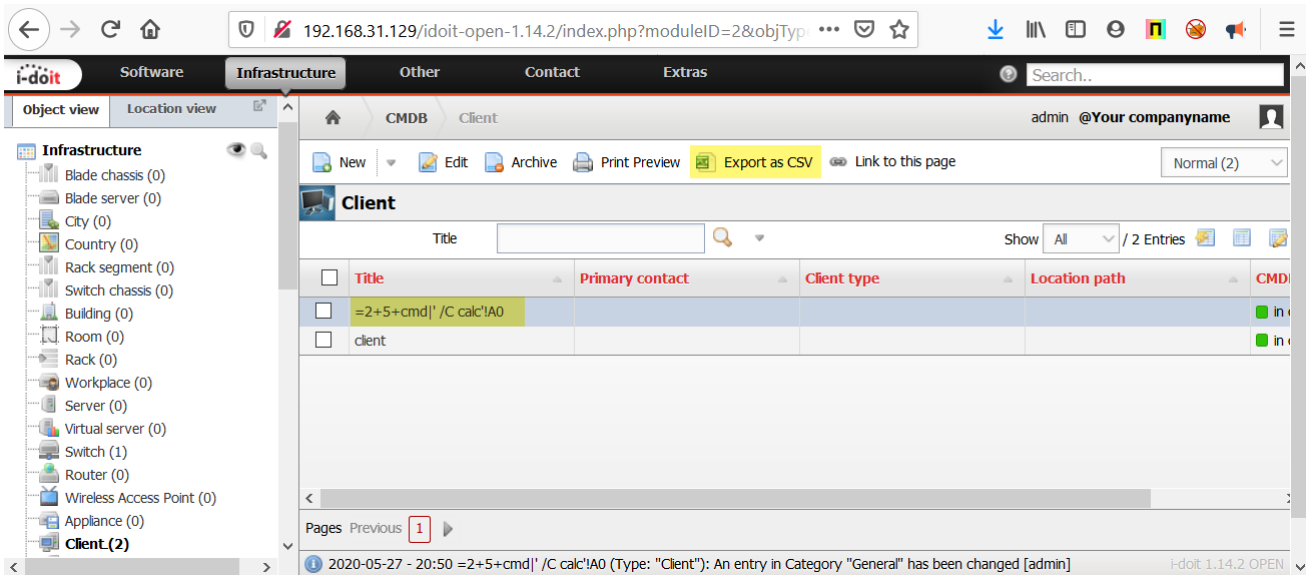 192.168.31.129/idoit-open-1.14.2/index.php?moduleID=2&objTyp
i-doit
Software
Infrastructure
Other
Contact
Extras
Search..
Object view
Location view
CMDB
Client
admin @Your companyname
Infrastructure
Blade chassis (0)
Blade server (0)
City (0)
Country (0)
Rack segment (0)
Switch chassis (0)
Building (0)
Room (0)
Rack (0)
Workplace (0)
Server (0)
Virtual server (0)
Switch (1)
Router (0)
Wireless Access Point (0)
Appliance (0)
Client (2)
New
Edit
Archive
Print Preview
Export as CSV
Link to this page
Normal (2)
Client
Title
Show All / 2 Entries
Title Primary contact Client type Location path CMD
=2+5+cmd|' /C calc'!A0 in
client in
Pages Previous 1
2020-05-27 - 20:50 =2+5+cmd|' /C calc'!A0 (Type: "Client"): An entry in Category "General" has been changed [admin]
i-doit 1.14.2 OPEN